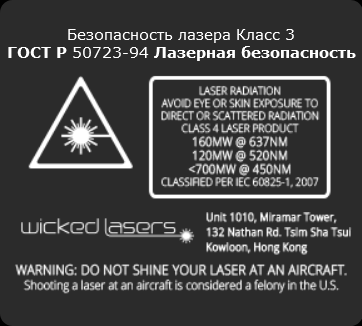 Безопасность лазера Класс 3
ГОСТ Р 50723-94 Лазерная безопасность
LASER RADIATION
AVOID EYE OR SKIN EXPOSURE TO
DIRECT OR SCATTERED RADIATION
CLASS 4 LASER PRODUCT
160MW @ 637NM
120MW @ 520NM
<700MW @ 450NM
CLASSIFIED PER IEC 60825-1, 2007
wicked lasers
Unit 1010, Miramar Tower,
132 Nathan Rd. Tsim Sha Tsui
Kowloon, Hong Kong
WARNING: DO NOT SHINE YOUR LASER AT AN AIRCRAFT.
Shooting a laser at an aircraft is considered a felony in the U.S.